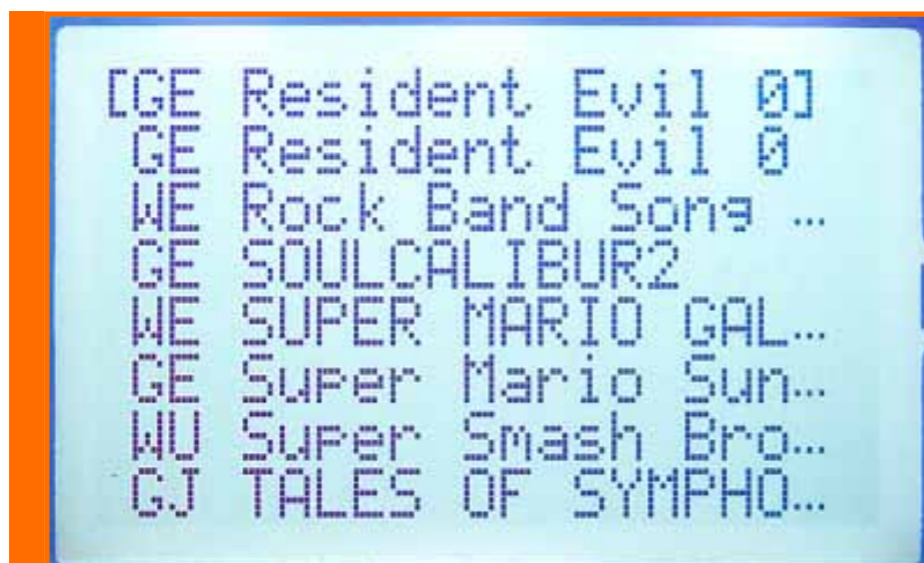 [GE Resident Evil 0]
GE Resident Evil 0
WE Rock Band Song …
GE SOULCALIBUR2
WE SUPER MARIO GAL…
GE Super Mario Sun…
WU Super Smash Bro…
GJ TALES OF SYMPHO…